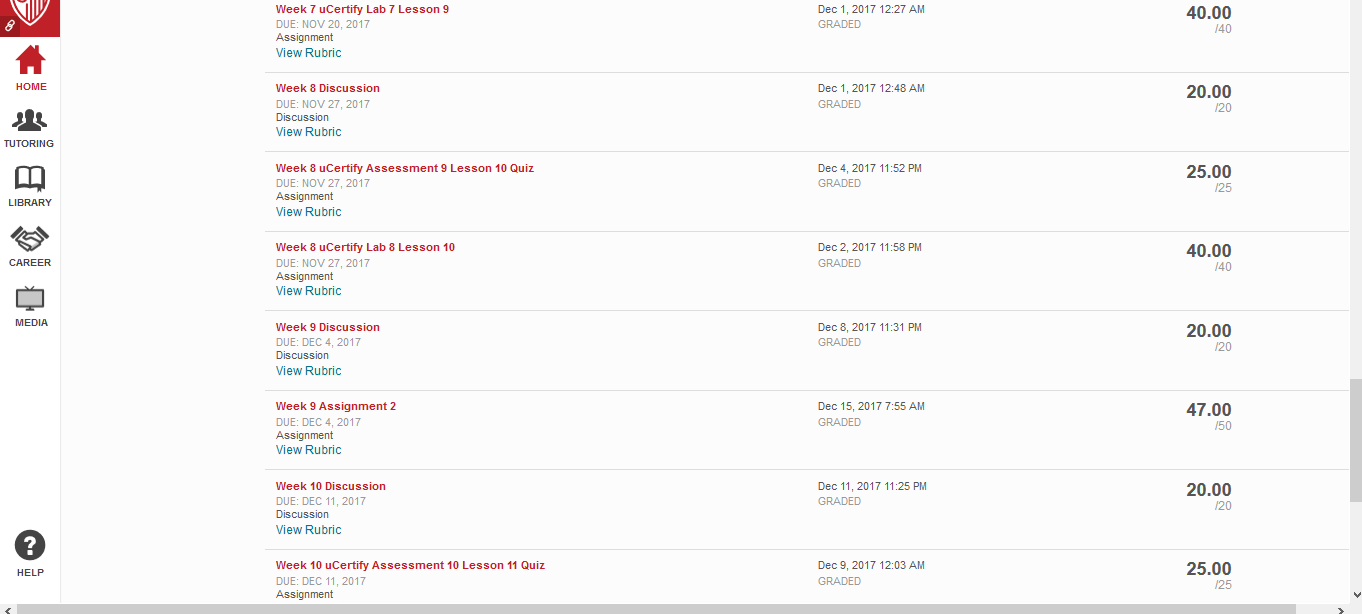 HOME
TUTORING
LIBRARY
CAREER
MEDIA
HELP
Week 7 uCertify Lab 7 Lesson 9 Dec 1, 2017 12:27 AM 40.00
DUE: NOV 20, 2017 GRADED /40
Assignment
View Rubric
Week 8 Discussion Dec 1, 2017 12:48 AM 20.00
DUE: NOV 27, 2017 GRADED /20
Discussion
View Rubric
Week 8 uCertify Assessment 9 Lesson 10 Quiz Dec 4, 2017 11:52 PM 25.00
DUE: NOV 27, 2017 GRADED /25
Assignment
View Rubric
Week 8 uCertify Lab 8 Lesson 10 Dec 2, 2017 11:58 PM 40.00
DUE: NOV 27, 2017 GRADED /40
Assignment
View Rubric
Week 9 Discussion Dec 8, 2017 11:31 PM 20.00
DUE: DEC 4, 2017 GRADED /20
Discussion
View Rubric
Week 9 Assignment 2 Dec 15, 2017 7:55 AM 47.00
DUE: DEC 4, 2017 GRADED /50
Assignment
View Rubric
Week 10 Discussion Dec 11, 2017 11:25 PM 20.00
DUE: DEC 11, 2017 GRADED /20
Discussion
View Rubric
Week 10 uCertify Assessment 10 Lesson 11 Quiz Dec 9, 2017 12:03 AM 25.00
DUE: DEC 11, 2017 GRADED /25
Assignment